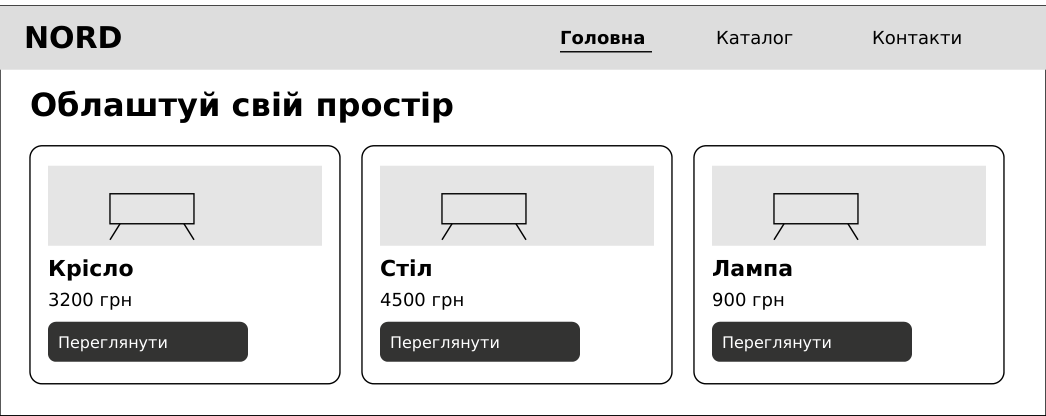 NORD
Головна Каталог Контакти
Облаштуй свій простір
Крісло Стіл Лампа
3200 грн 4500 грн 900 грн
Переглянути Переглянути Переглянути